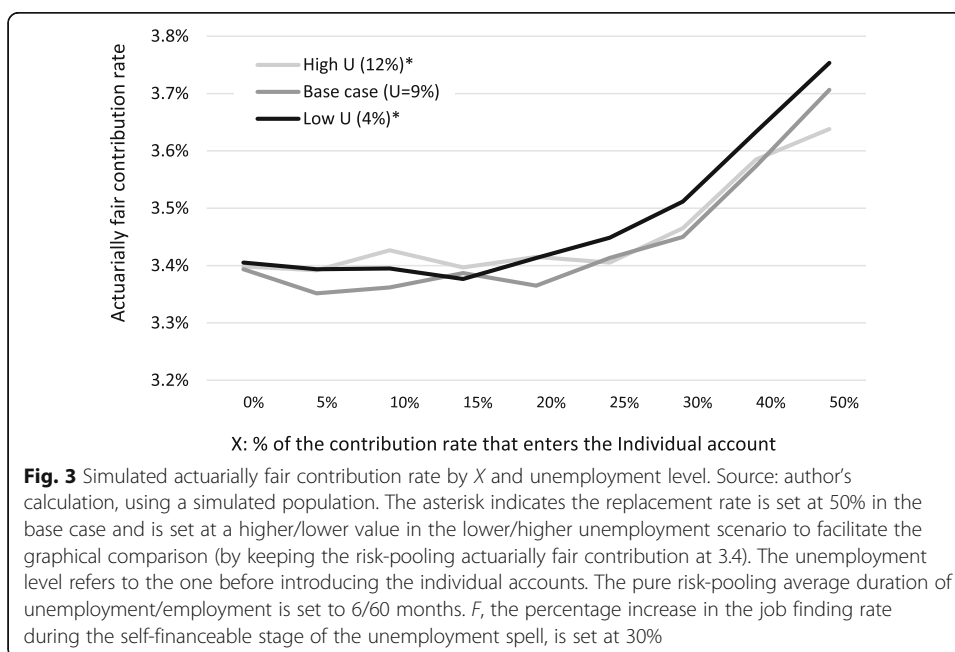 3.8%
High U (12%)*
Base case (U=9%)
Low U (4%)*
3.7%
3.6%
3.5%
3.4%
3.3%
3.2%
Actuarially fair contribution rate
0% 5% 10% 15% 20% 25% 30% 40% 50%
X: % of the contribution rate that enters the Individual account
Fig. 3 Simulated actuarially fair contribution rate by X and unemployment level. Source: author's
calculation, using a simulated population. The asterisk indicates the replacement rate is set at 50% in the
base case and is set at a higher/lower value in the lower/higher unemployment scenario to facilitate the
graphical comparison (by keeping the risk-pooling actuarially fair contribution at 3.4). The unemployment
level refers to the one before introducing the individual accounts. The pure risk-pooling average duration of
unemployment/employment is set to 6/60 months. F, the percentage increase in the job finding rate
during the self-financeable stage of the unemployment spell, is set at 30%